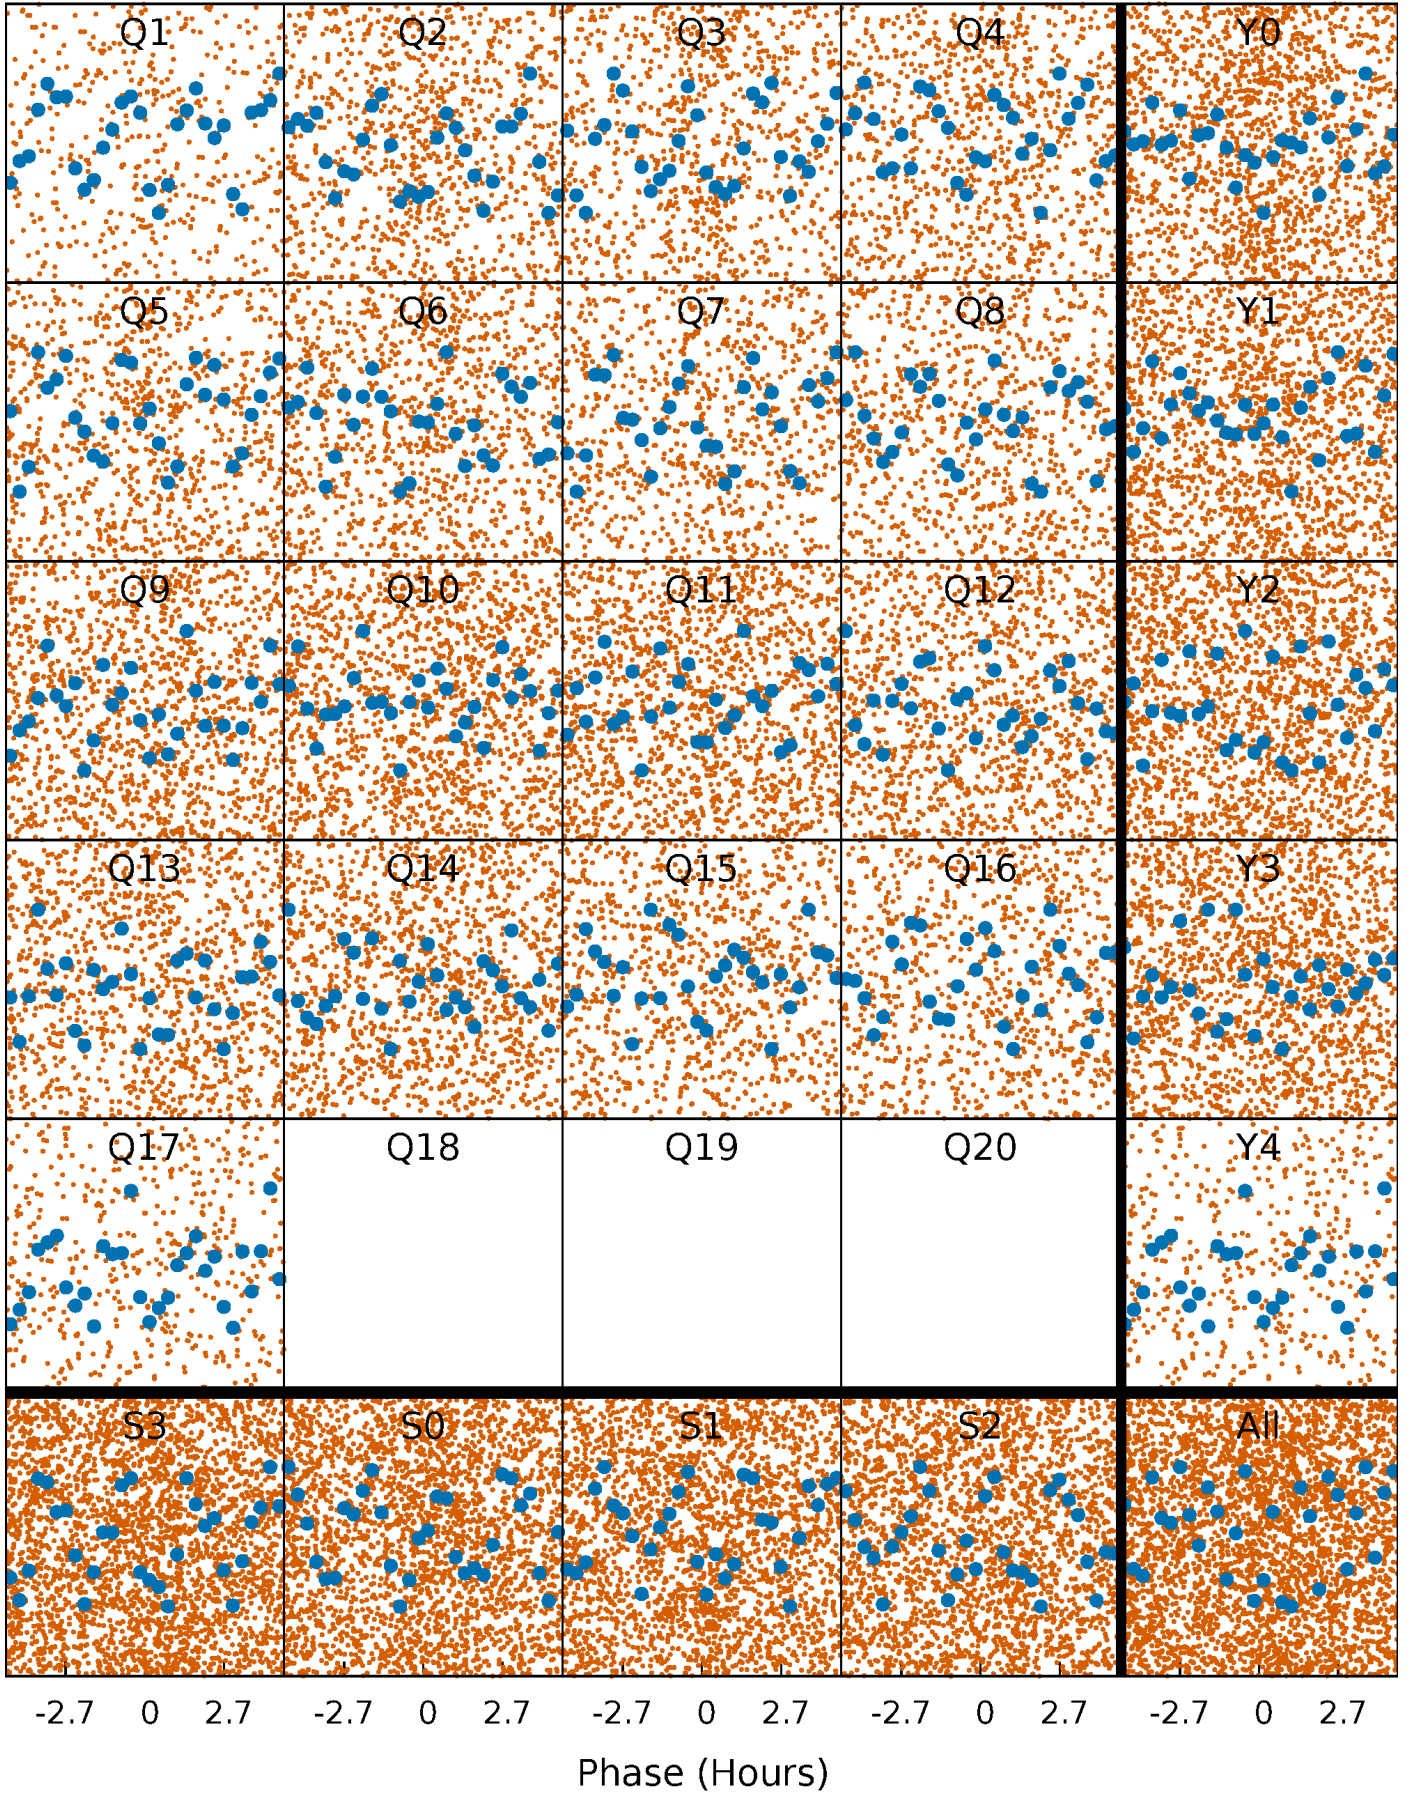 Q1 Q2 Q3 Q4 Y0
Q5 Q6 Q7 Q8 Y1
Q9 Q10 Q11 Q12 Y2
Q13 Q14 Q15 Q16 Y3
Q17 Q18 Q19 Q20 Y4
S3 S0 S1 S2 All
-2.7 0 2.7 -2.7 0 2.7 -2.7 0 2.7 -2.7 0 2.7 -2.7 0 2.7
Phase (Hours)